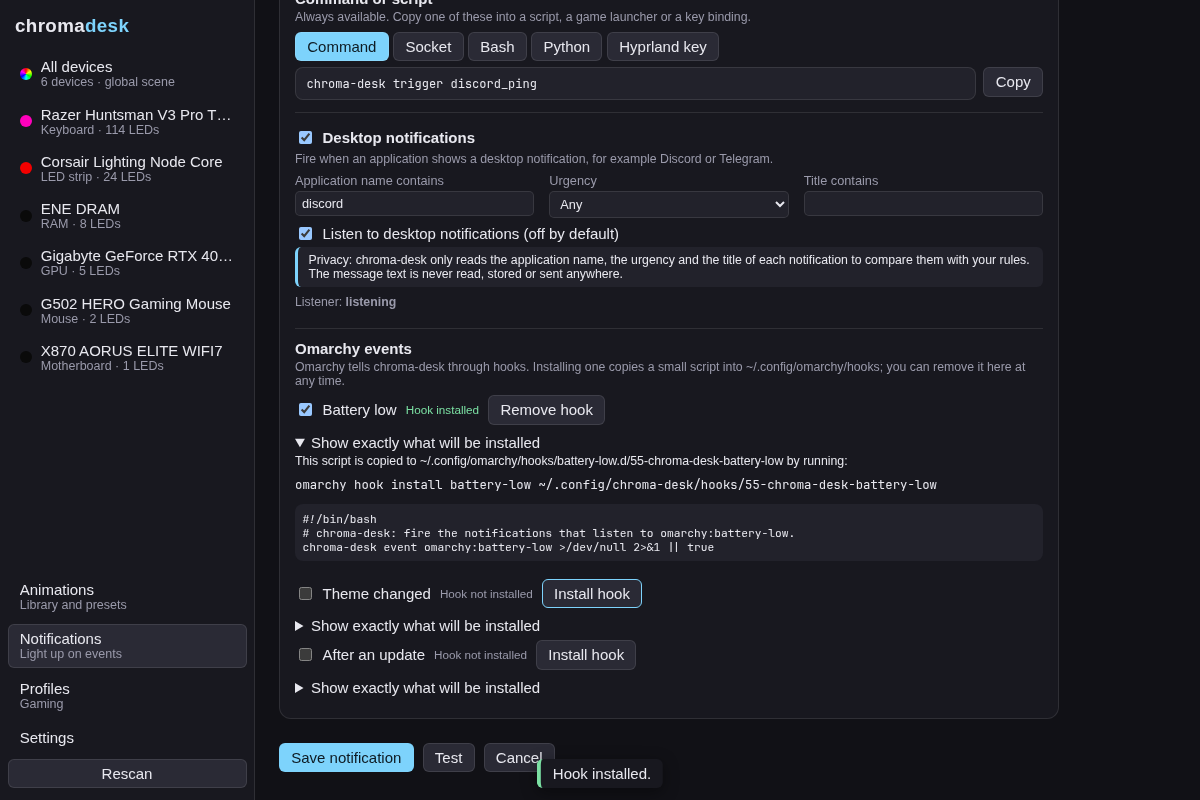 chromadesk
All devices
6 devices · global scene
Razer Huntsman V3 Pro T…
Keyboard · 114 LEDs
Corsair Lighting Node Core
LED strip · 24 LEDs
ENE DRAM
RAM · 8 LEDs
Gigabyte GeForce RTX 40…
GPU · 5 LEDs
G502 HERO Gaming Mouse
Mouse · 2 LEDs
X870 AORUS ELITE WIFI7
Motherboard · 1 LEDs
Animations
Library and presets
Notifications
Light up on events
Profiles
Gaming
Settings
Rescan
Command or script
Always available. Copy one of these into a script, a game launcher or a key binding.
Command Socket Bash Python Hyprland key
chroma-desk trigger discord_ping Copy
Desktop notifications
Fire when an application shows a desktop notification, for example Discord or Telegram.
Application name contains Urgency Title contains
discord Any
Listen to desktop notifications (off by default)
Privacy: chroma-desk only reads the application name, the urgency and the title of each notification to compare them with your rules.
The message text is never read, stored or sent anywhere.
Listener: listening
Omarchy events
Omarchy tells chroma-desk through hooks. Installing one copies a small script into ~/.config/omarchy/hooks; you can remove it here at
any time.
Battery low Hook installed Remove hook
Show exactly what will be installed
This script is copied to ~/.config/omarchy/hooks/battery-low.d/55-chroma-desk-battery-low by running:
omarchy hook install battery-low ~/.config/chroma-desk/hooks/55-chroma-desk-battery-low
#!/bin/bash
# chroma-desk: fire the notifications that listen to omarchy:battery-low.
chroma-desk event omarchy:battery-low >/dev/null 2>&1 || true
Theme changed Hook not installed Install hook
Show exactly what will be installed
After an update Hook not installed Install hook
Show exactly what will be installed
Save notification Test Cancel
Hook installed.